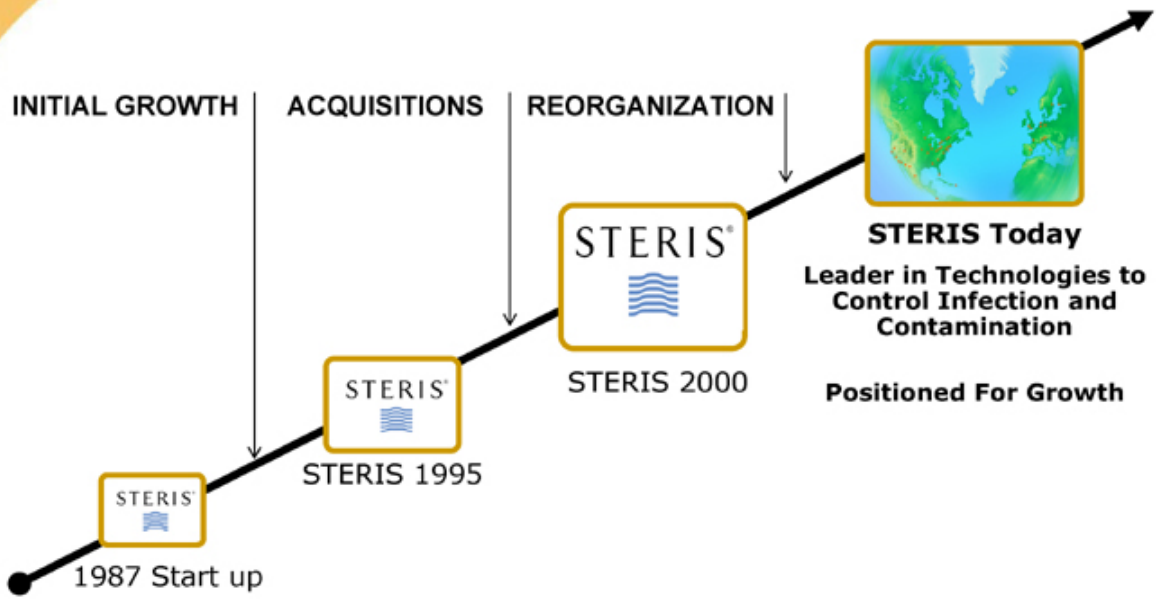 INITIAL GROWTH
ACQUISITIONS
REORGANIZATION
STERIS®
1987 Start up
STERIS®
STERIS 1995
STERIS®
STERIS 2000
STERIS Today
Leader in Technologies to
Control Infection and
Contamination
Positioned For Growth